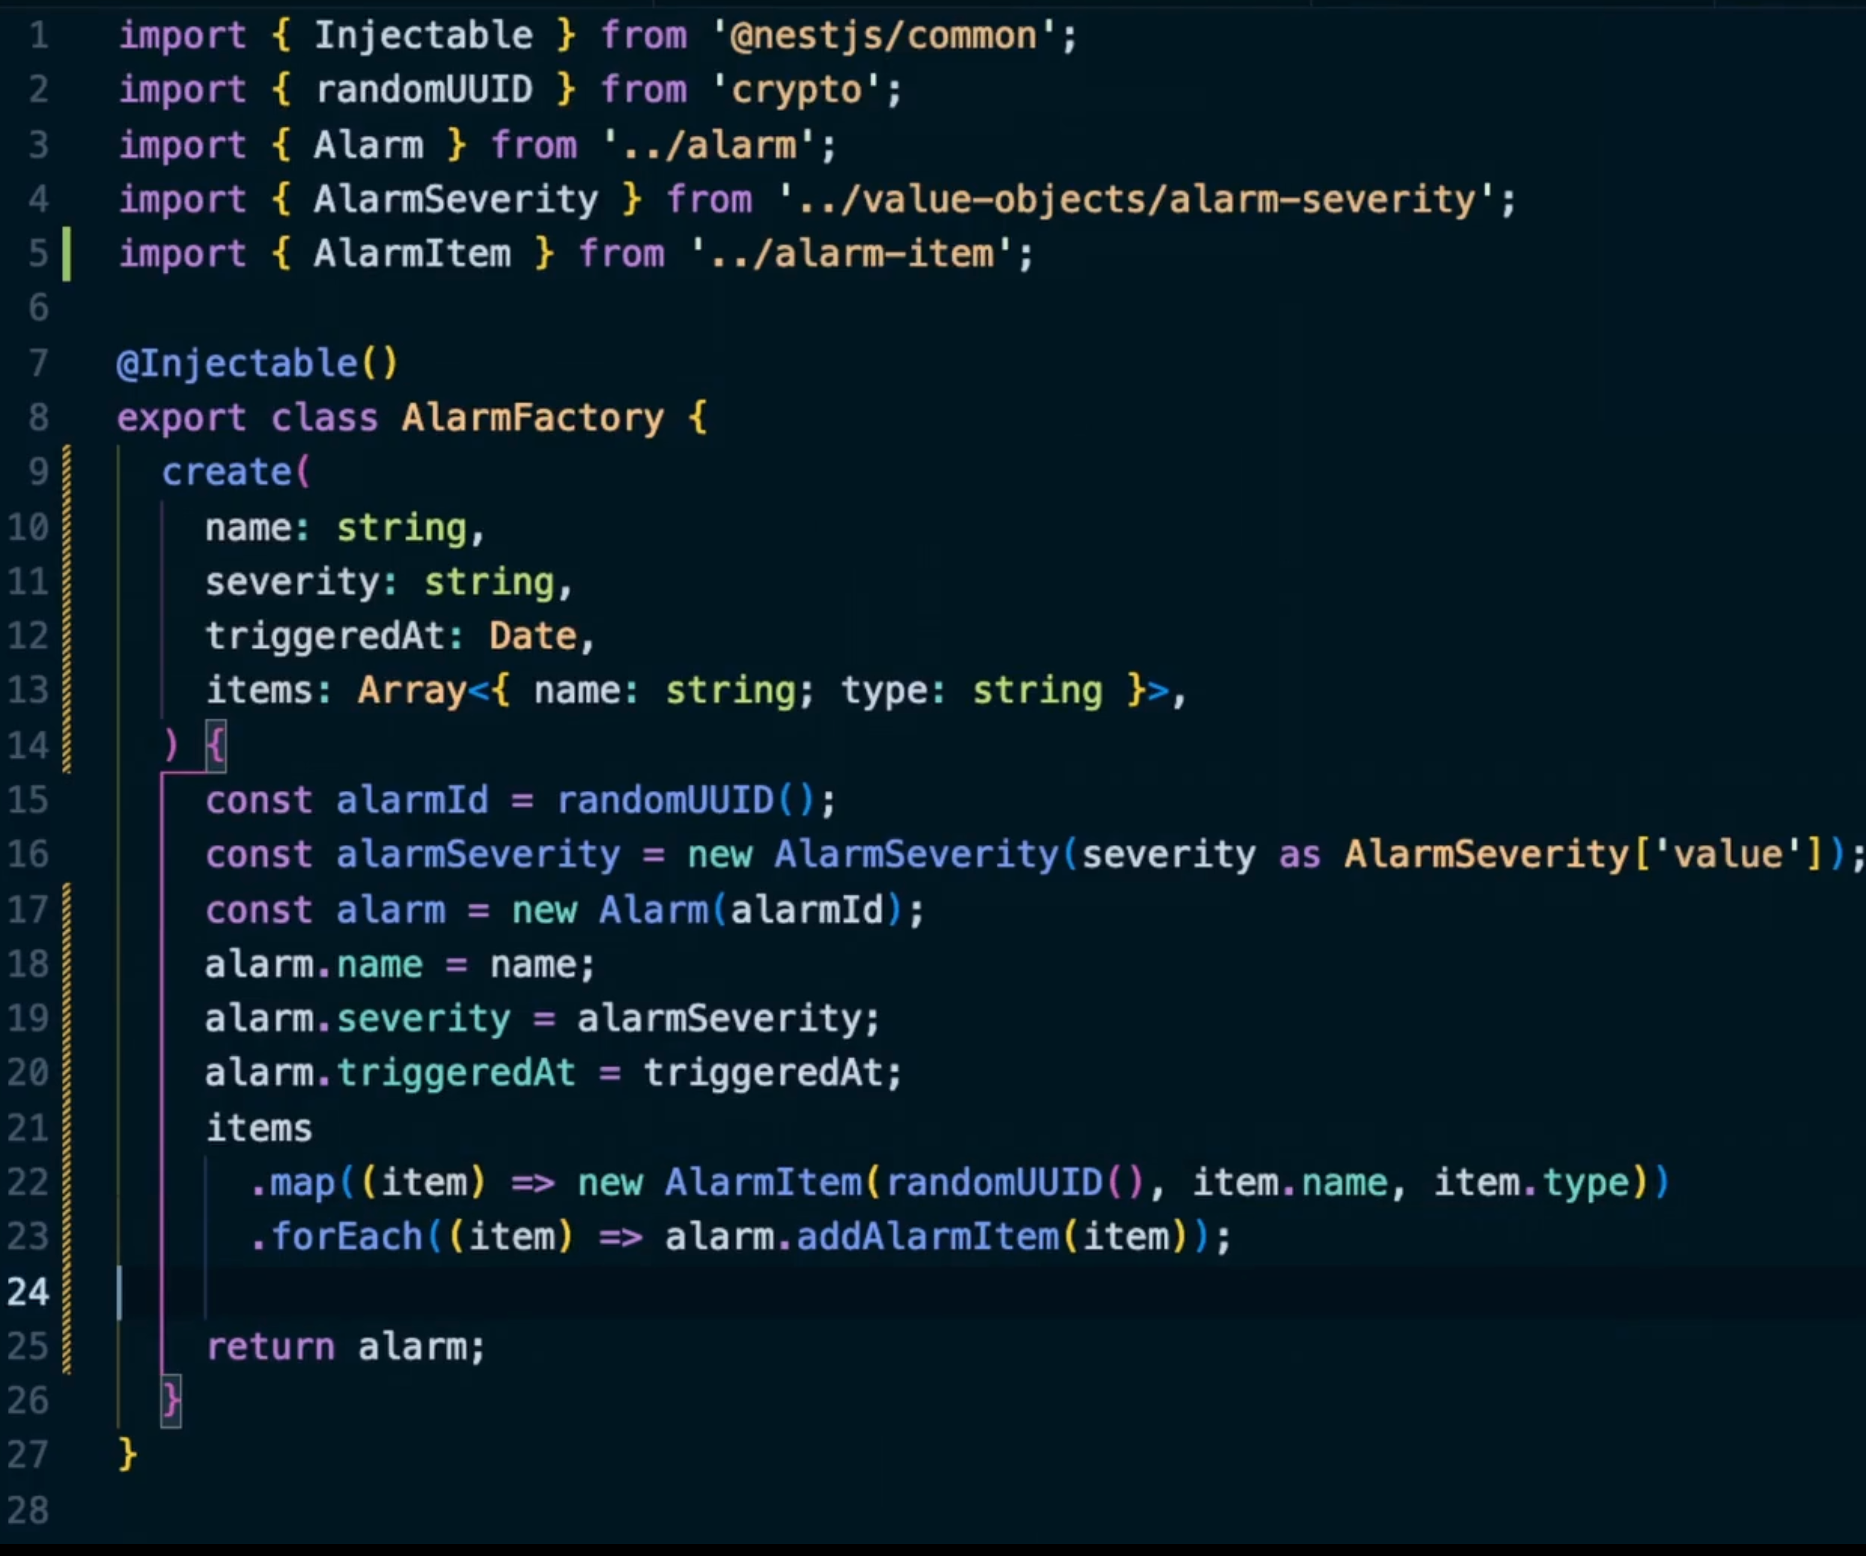 1 import { Injectable } from '@nestjs/common';
2 import { randomUUID } from 'crypto';
3 import { Alarm } from '../alarm';
4 import { AlarmSeverity } from '../value-objects/alarm-severity';
5 import { AlarmItem } from '../alarm-item';
6
7 @Injectable()
8 export class AlarmFactory {
9   create(
10     name: string,
11     severity: string,
12     triggeredAt: Date,
13     items: Array<{ name: string; type: string }>,
14   ) {
15     const alarmId = randomUUID();
16     const alarmSeverity = new AlarmSeverity(severity as AlarmSeverity['value']);
17     const alarm = new Alarm(alarmId);
18     alarm.name = name;
19     alarm.severity = alarmSeverity;
20     alarm.triggeredAt = triggeredAt;
21     items
22       .map((item) => new AlarmItem(randomUUID(), item.name, item.type))
23       .forEach((item) => alarm.addAlarmItem(item));
24
25     return alarm;
26   }
27 }
28